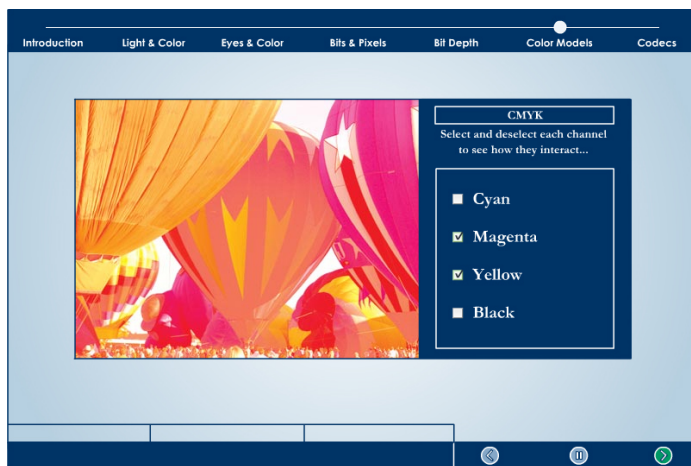 Introduction Light & Color Eyes & Color Bits & Pixels Bit Depth Color Models Codecs
CMYK
Select and deselect each channel
to see how they interact...
Cyan
Magenta
Yellow
Black